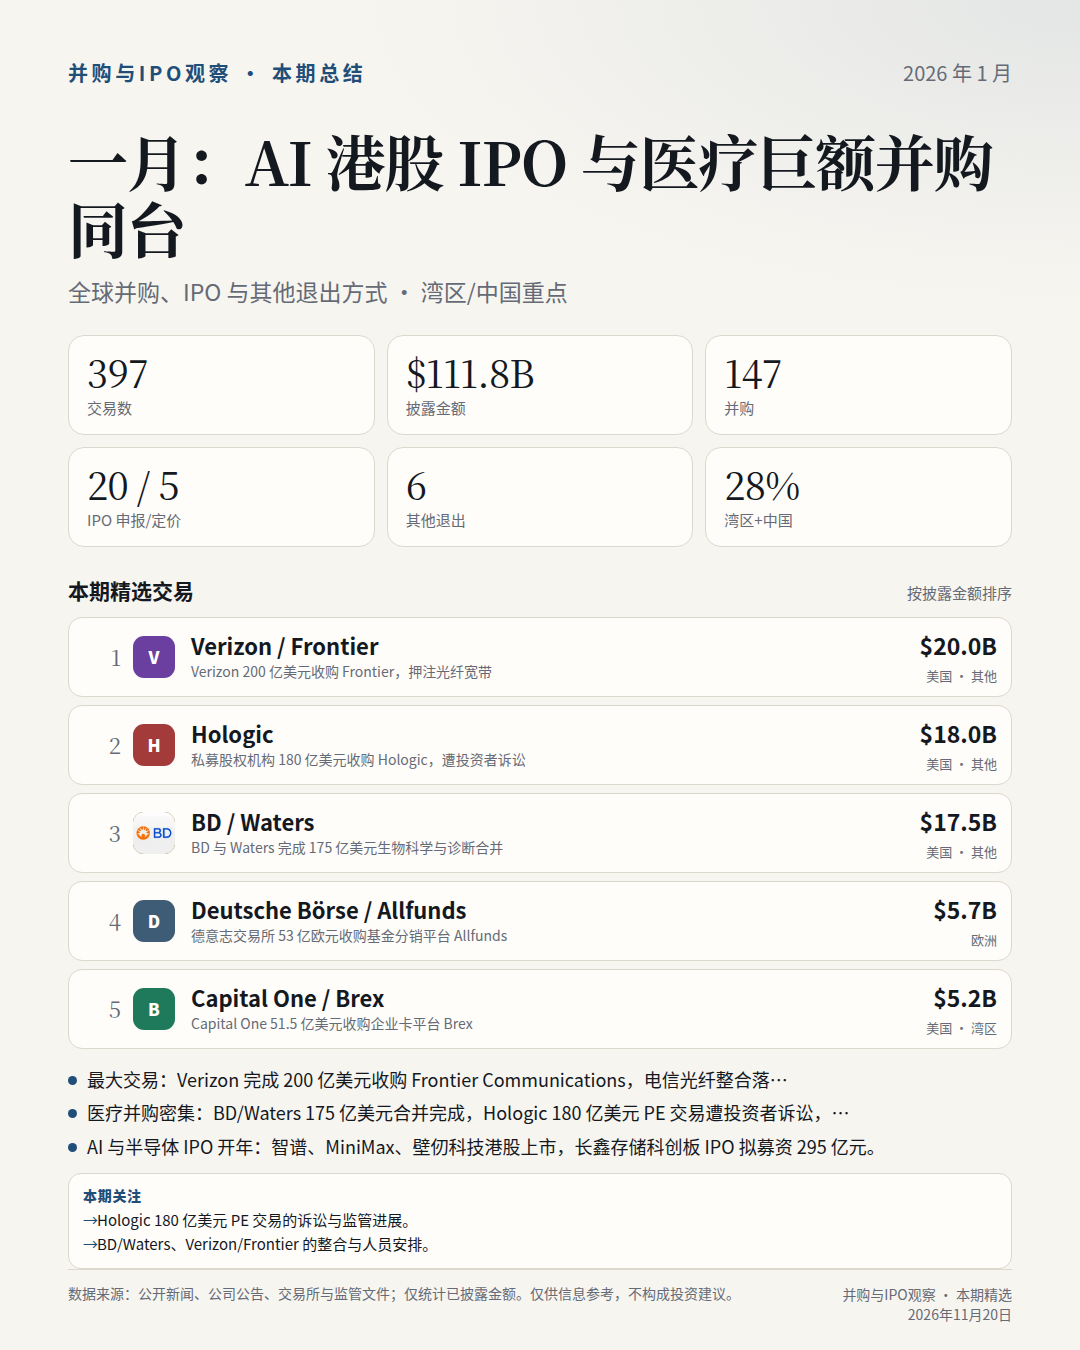 并购与IPO观察 · 本期总结
2026 年 1 月
一月：AI 港股 IPO 与医疗巨额并购
同台
全球并购、IPO 与其他退出方式 · 湾区/中国重点
397
交易数
$111.8B
披露金额
147
并购
20 / 5
IPO 申报/定价
6
其他退出
28%
湾区+中国
本期精选交易
按披露金额排序
1
V
Verizon / Frontier
Verizon 200 亿美元收购 Frontier，押注光纤宽带
$20.0B
美国 · 其他
2
H
Hologic
私募股权机构 180 亿美元收购 Hologic，遭投资者诉讼
$18.0B
美国 · 其他
3
BD
BD / Waters
BD 与 Waters 完成 175 亿美元生物科学与诊断合并
$17.5B
美国 · 其他
4
D
Deutsche Börse / Allfunds
德意志交易所 53 亿欧元收购基金分销平台 Allfunds
$5.7B
欧洲
5
B
Capital One / Brex
Capital One 51.5 亿美元收购企业卡平台 Brex
$5.2B
美国 · 湾区
最大交易：Verizon 完成 200 亿美元收购 Frontier Communications，电信光纤整合落…
医疗并购密集：BD/Waters 175 亿美元合并完成，Hologic 180 亿美元 PE 交易遭投资者诉讼，…
AI 与半导体 IPO 开年：智谱、MiniMax、壁仞科技港股上市，长鑫存储科创板 IPO 拟募资 295 亿元。
本期关注
→Hologic 180 亿美元 PE 交易的诉讼与监管进展。
→BD/Waters、Verizon/Frontier 的整合与人员安排。
数据来源：公开新闻、公司公告、交易所与监管文件；仅统计已披露金额。仅供信息参考，不构成投资建议。
并购与IPO观察 · 本期精选
2026年11月20日